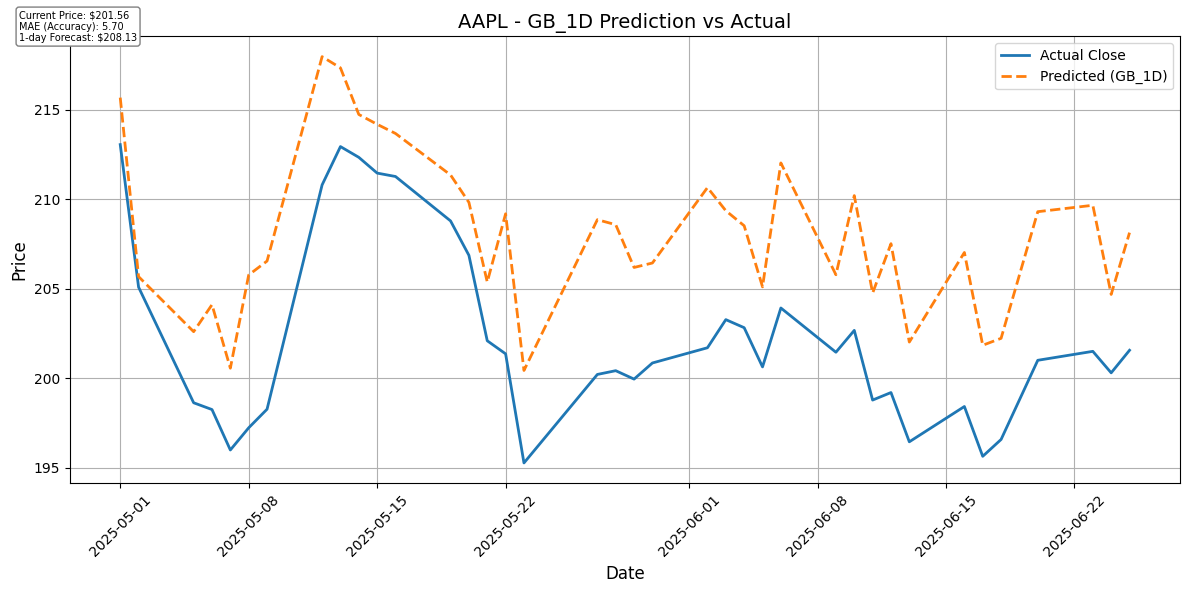 AAPL - GB_1D Prediction vs Actual
Current Price: $201.56
MAE (Accuracy): 5.70
1-day Forecast: $208.13
Actual Close
Predicted (GB_1D)
Price
215
210
205
200
195
2025-05-01
2025-05-08
2025-05-15
2025-05-22
2025-06-01
2025-06-08
2025-06-15
2025-06-22
Date